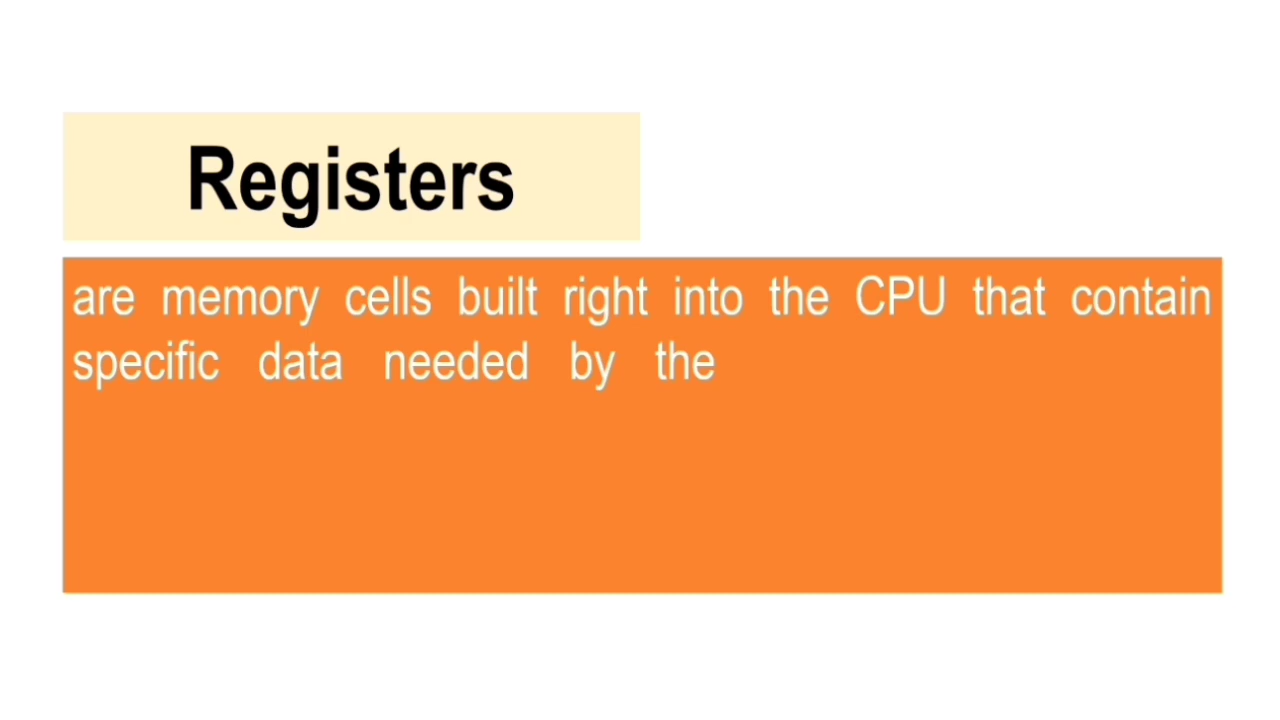 Registers
are memory cells built right into the CPU that contain
specific data needed by the